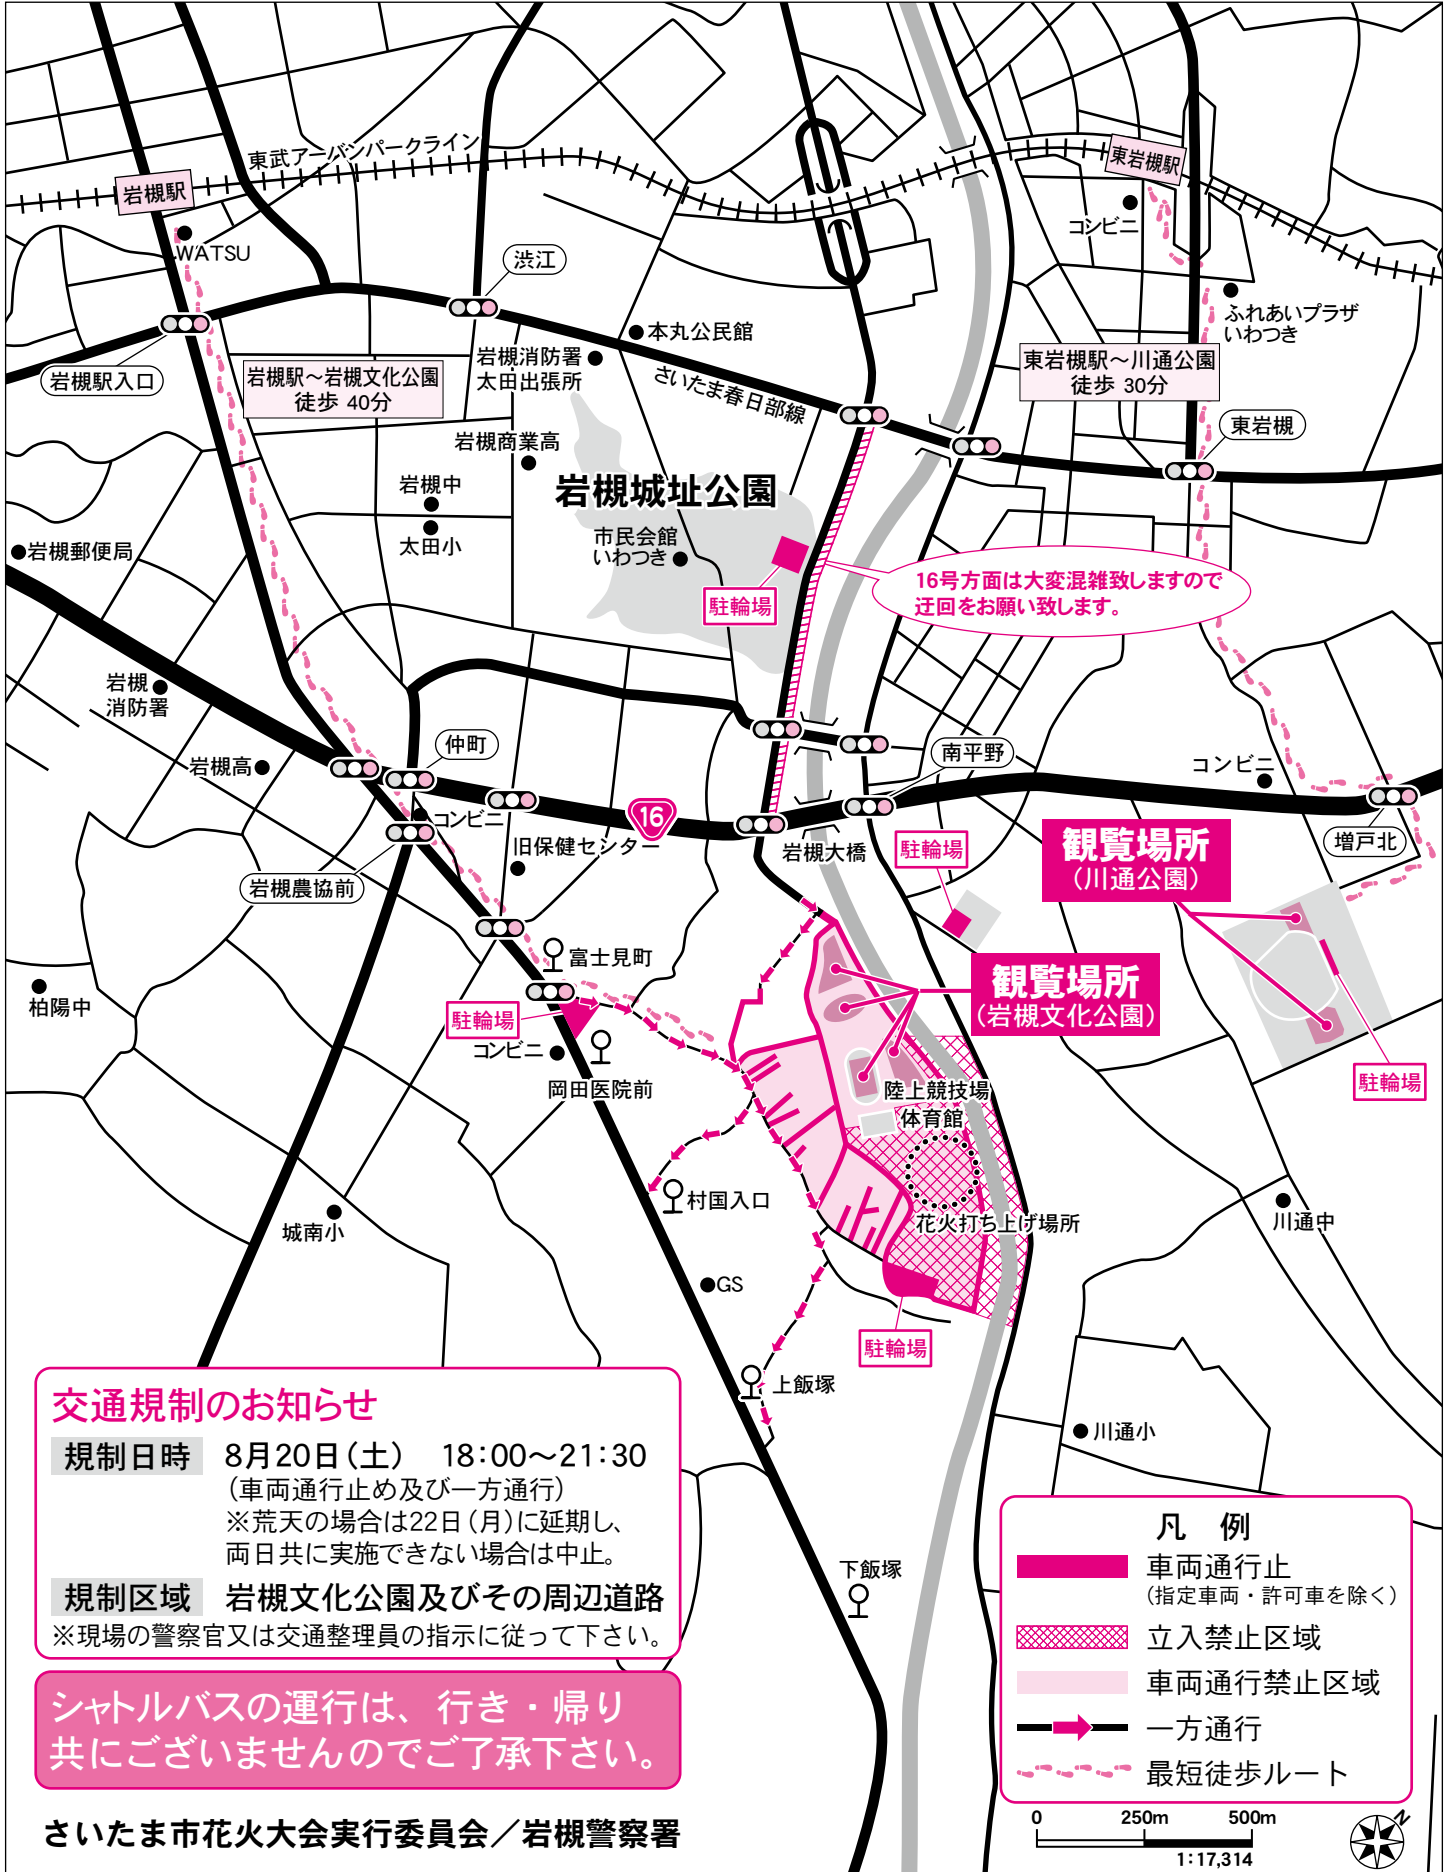 東武アーバンパークライン
岩槻駅
東岩槻駅
コンビニ
WATSU
渋江
ふれあいプラザ
いわつき
本丸公民館
岩槻駅入口
岩槻消防署
太田出張所
岩槻駅～岩槻文化公園
徒歩 40分
東岩槻駅～川通公園
徒歩 30分
さいたま春日部線
東岩槻
岩槻商業高
岩槻城址公園
岩槻中
太田小
市民会館
いわつき
岩槻郵便局
駐輪場
16号方面は大変混雑致しますので
迂回をお願い致します。
岩槻
消防署
仲町
南平野
岩槻高
コンビニ
16
コンビニ
旧保健センター
岩槻大橋
駐輪場
増戸北
岩槻農協前
観覧場所
（川通公園）
富士見町
観覧場所
（岩槻文化公園）
柏陽中
駐輪場
コンビニ
岡田医院前
駐輪場
陸上競技場
体育館
村国入口
花火打ち上げ場所
川通中
城南小
GS
駐輪場
上飯塚
川通小
下飯塚
交通規制のお知らせ
規制日時 8月20日（土） 18：00～21：30
（車両通行止め及び一方通行）
※荒天の場合は22日（月）に延期し、
両日共に実施できない場合は中止。
規制区域 岩槻文化公園及びその周辺道路
※現場の警察官又は交通整理員の指示に従って下さい。
シャトルバスの運行は、行き・帰り
共にございませんのでご了承下さい。
さいたま市花火大会実行委員会／岩槻警察署
凡 例
車両通行止
（指定車両・許可車を除く）
立入禁止区域
車両通行禁止区域
一方通行
最短徒歩ルート
0 250m 500m
1：17,314
N